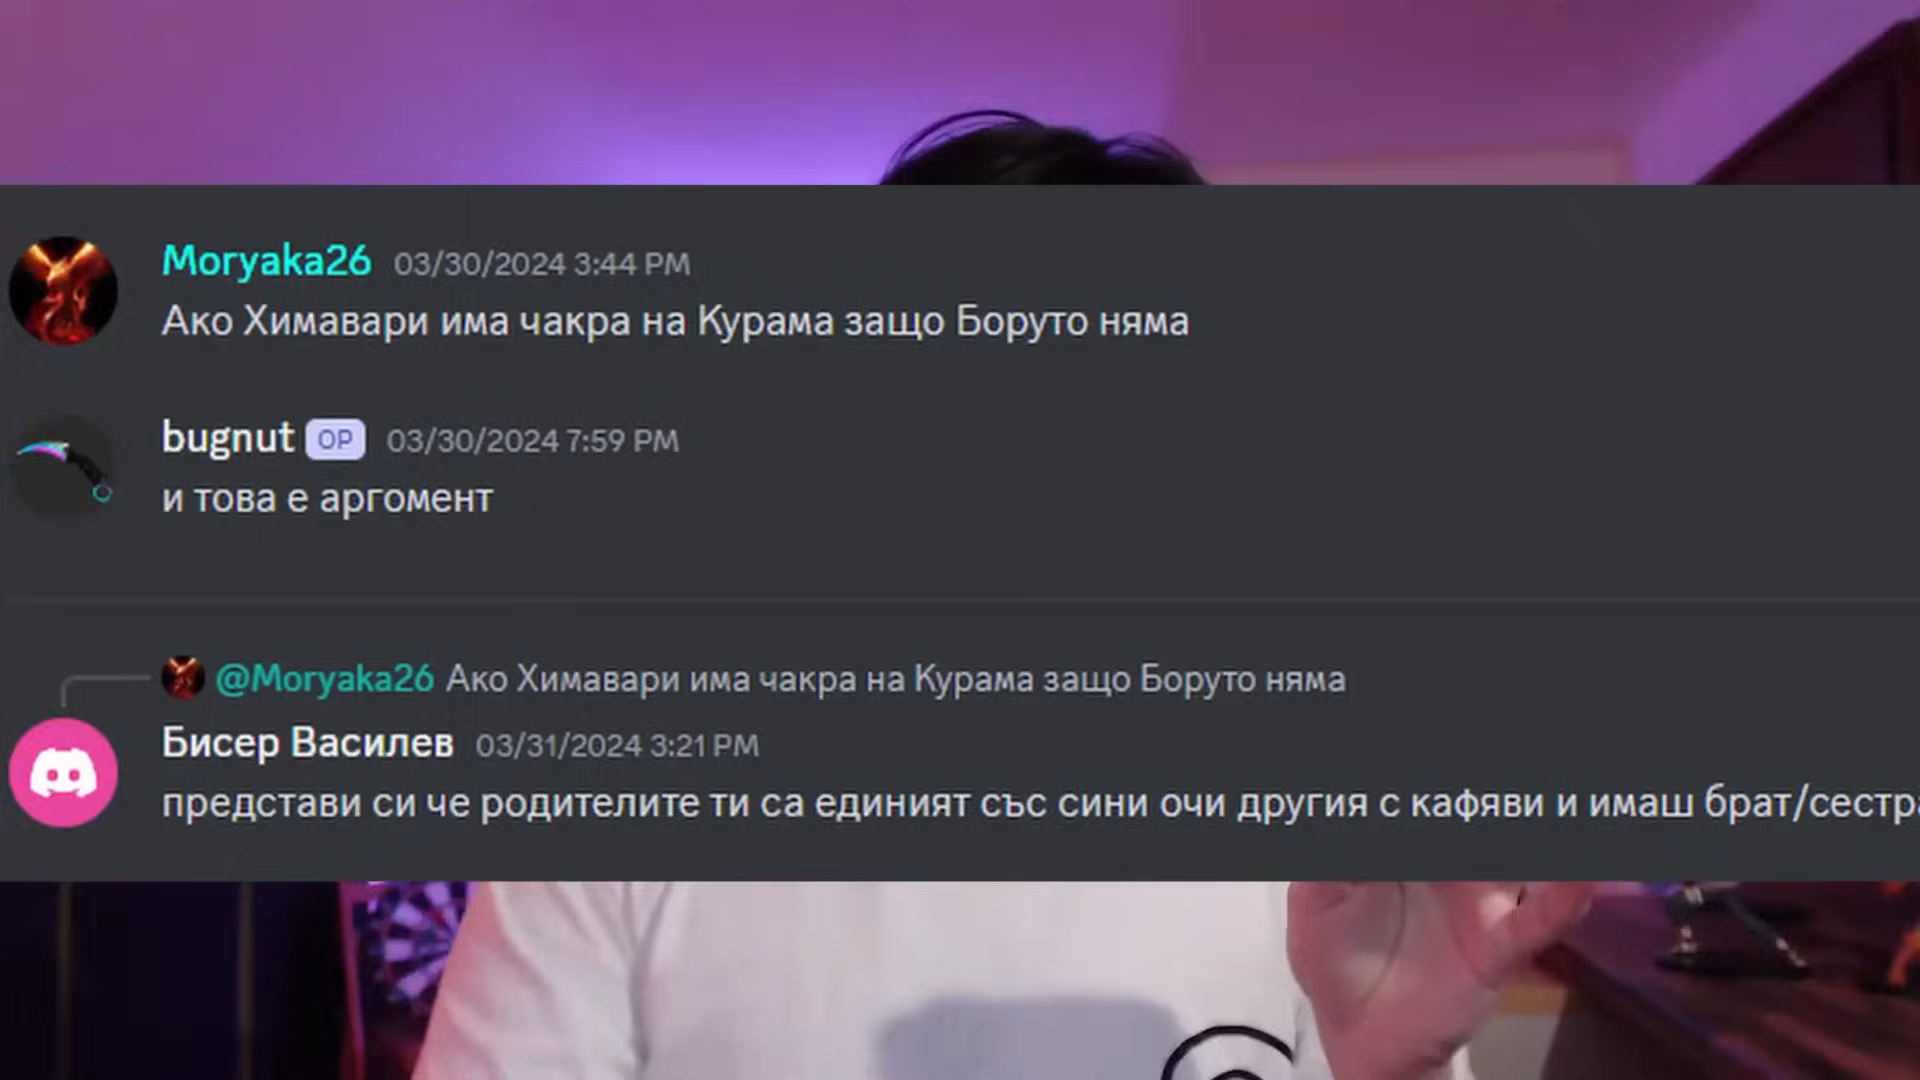 Moryaka26 03/30/2024 3:44 PM
Ако Химавари има чакра на Курама защо Боруто няма
bugnut OP 03/30/2024 7:59 PM
и това е аргомент
@Moryaka26 Ако Химавари има чакра на Курама защо Боруто няма
Бисер Василев 03/31/2024 3:21 PM
представи си че родителите ти са единият със сини очи другия с кафяви и имаш брат/сестра